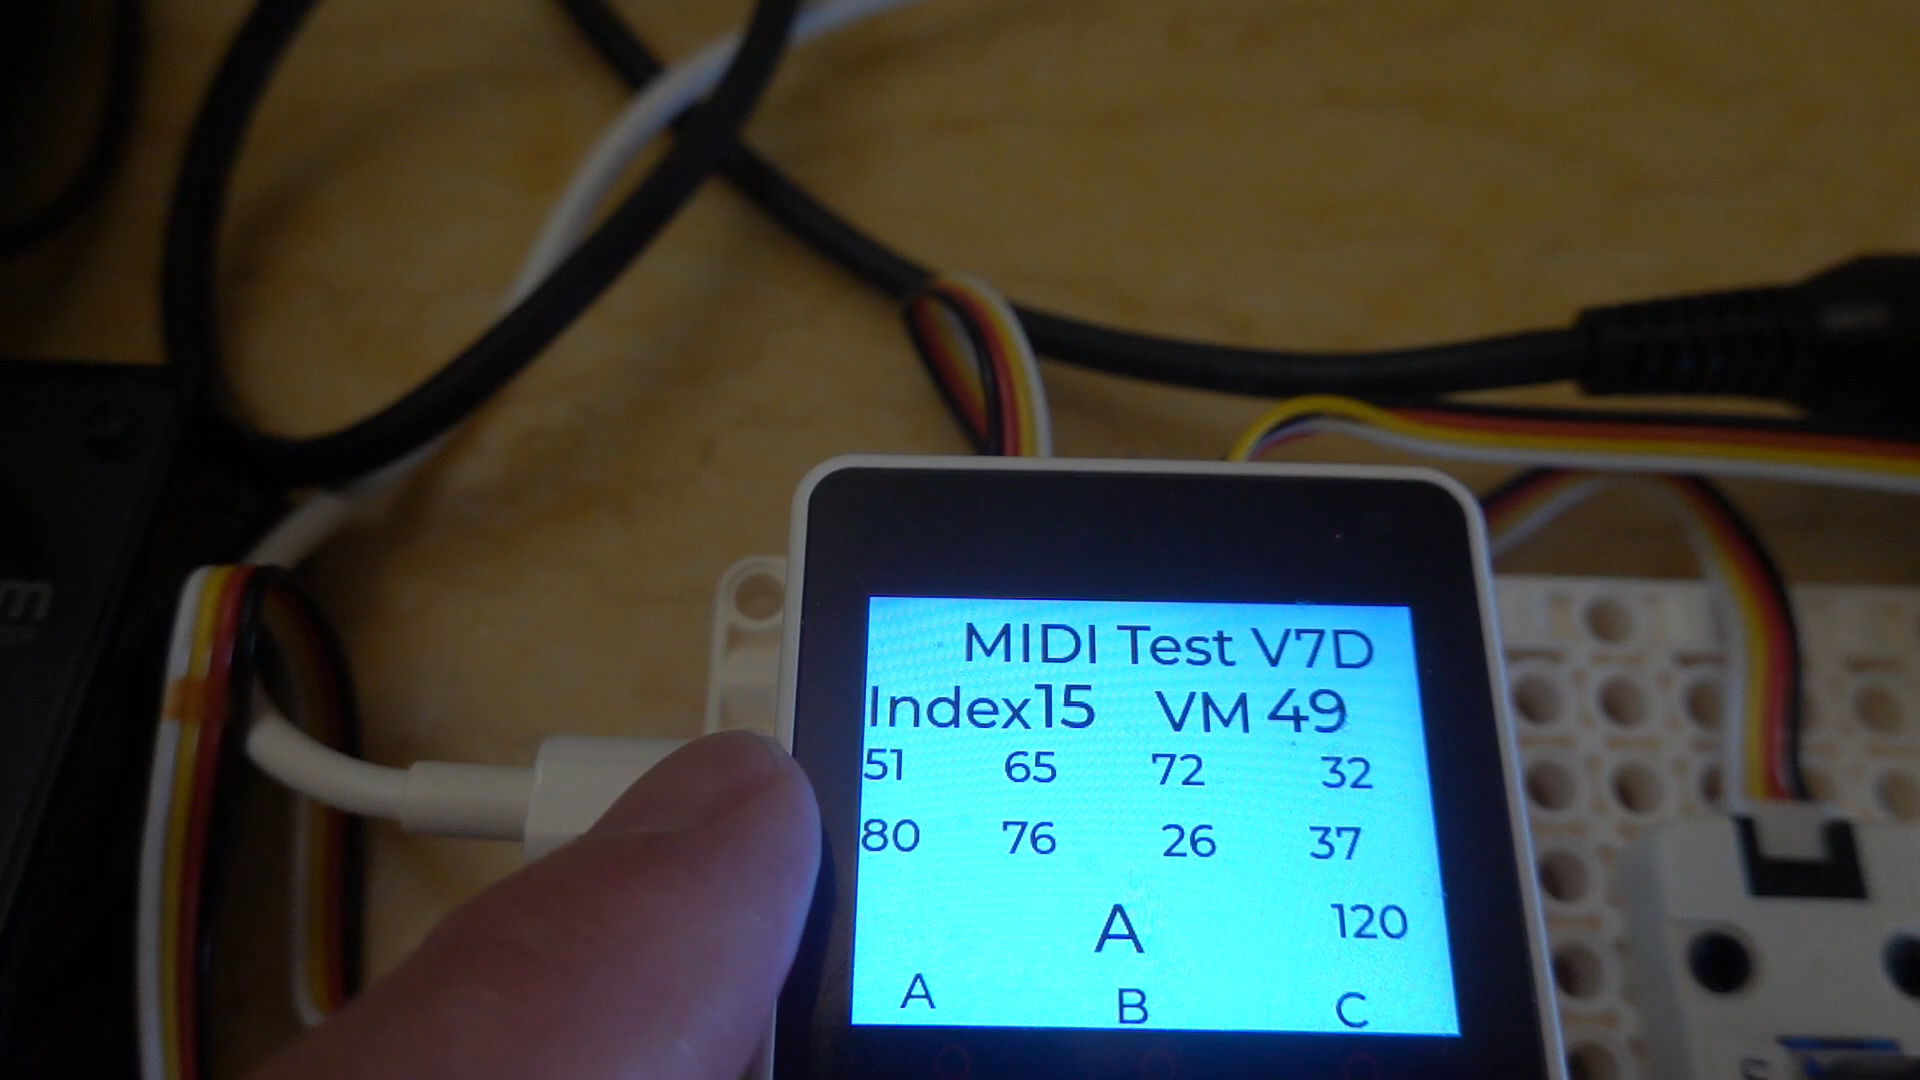 MIDI Test V7D
Index15 VM 49
51 65 72 32
80 76 26 37
A 120
A B C